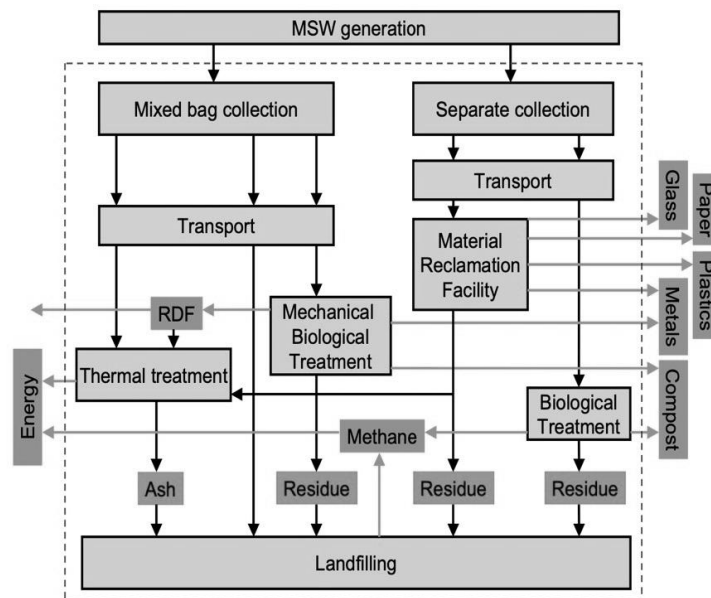 MSW generation
Mixed bag collection
Separate collection
Transport
Glass
Paper
Transport
Material
Reclamation
Facility
Plastics
Metals
RDF
Mechanical
Biological
Treatment
Thermal treatment
Energy
Compost
Biological
Treatment
Methane
Ash
Residue
Residue
Residue
Landfilling